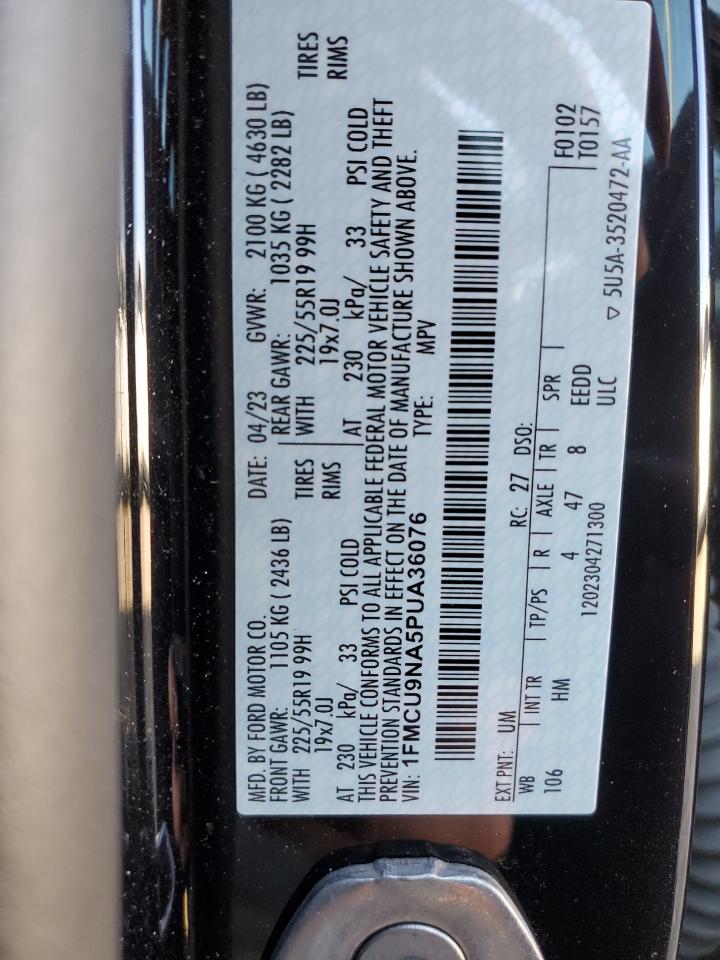 MFD. BY FORD MOTOR CO.
DATE: 04/23 GVWR: 2100 KG ( 4630 LB)
FRONT GAWR: 1105 KG ( 2436 LB) REAR GAWR: 1035 KG ( 2282 LB)
WITH 225/55R19 99H TIRES WITH 225/55R19 99H TIRES
19x7.0J RIMS 19x7.0J RIMS
AT 230 kPa/ 33 PSI COLD AT 230 kPa/ 33 PSI COLD
THIS VEHICLE CONFORMS TO ALL APPLICABLE FEDERAL MOTOR VEHICLE SAFETY AND THEFT
PREVENTION STANDARDS IN EFFECT ON THE DATE OF MANUFACTURE SHOWN ABOVE.
VIN: 1FMCU9NA5PUA36076 TYPE: MPV
EXT PNT: UM RC: 27 DSO: F0102
WB INT TR TP/PS R AXLE TR SPR T0157
106 HM 4 47 8 EEDD
1202304271300 ULC ▽ 5U5A-3520472-AA